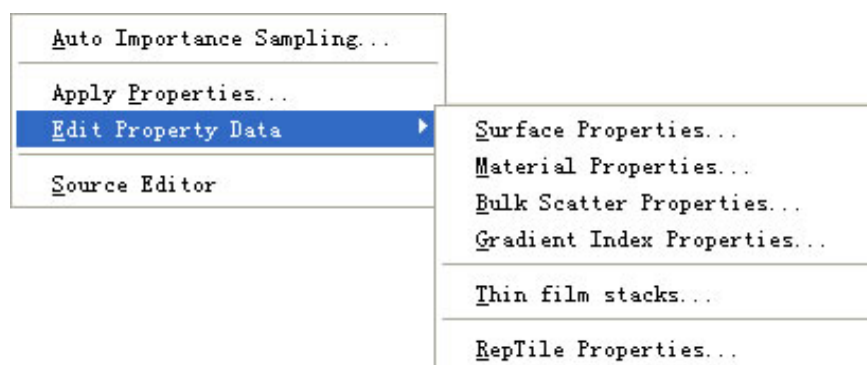 Auto Importance Sampling...
Apply Properties...
Edit Property Data
Source Editor
Surface Properties...
Material Properties...
Bulk Scatter Properties...
Gradient Index Properties...
Thin film stacks...
RepTile Properties...